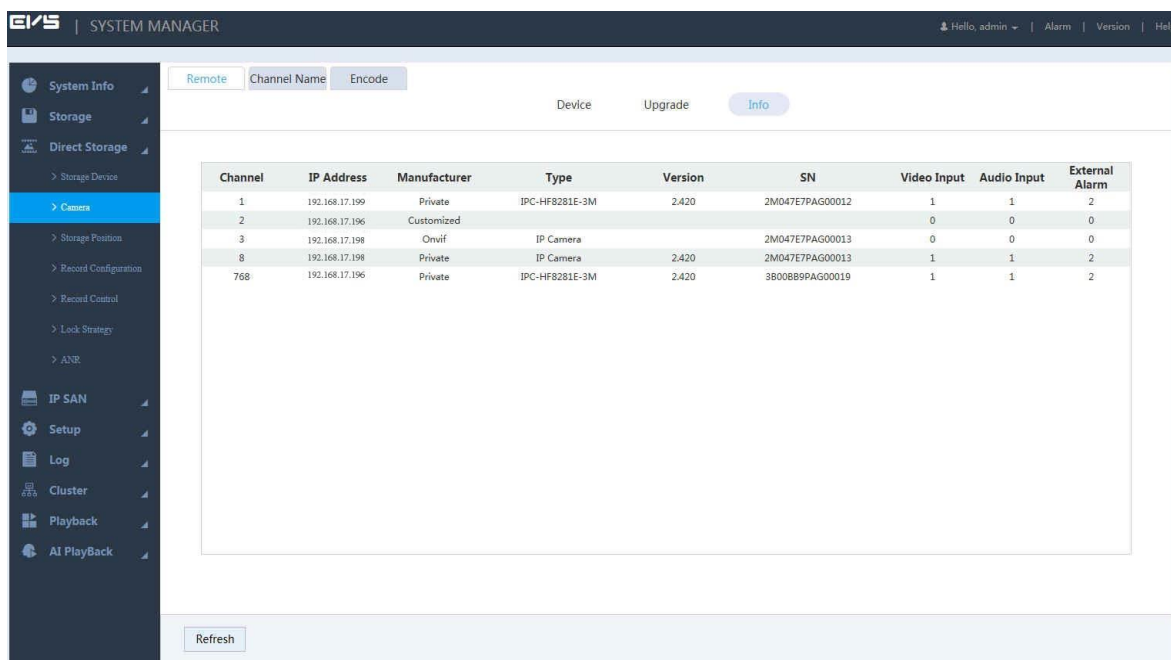 EVS | SYSTEM MANAGER Hello, admin | Alarm | Version | Hel
System Info
Storage
Direct Storage
> Storage Device
> Camera
> Storage Position
> Record Configuration
> Record Control
> Lock Strategy
> ANR
IP SAN
Setup
Log
Cluster
Playback
AI PlayBack
Remote Channel Name Encode
Device Upgrade Info
Channel IP Address Manufacturer Type Version SN Video Input Audio Input External Alarm
1 192.168.17.199 Private IPC-HF8281E-3M 2.420 2M047E7PAG00012 1 1 2
2 192.168.17.196 Customized 0 0 0
3 192.168.17.198 Onvif IP Camera 2M047E7PAG00013 0 0 0
8 192.168.17.198 Private IP Camera 2.420 2M047E7PAG00013 1 1 2
768 192.168.17.196 Private IPC-HF8281E-3M 2.420 3B00BB9PAG00019 1 1 2
Refresh